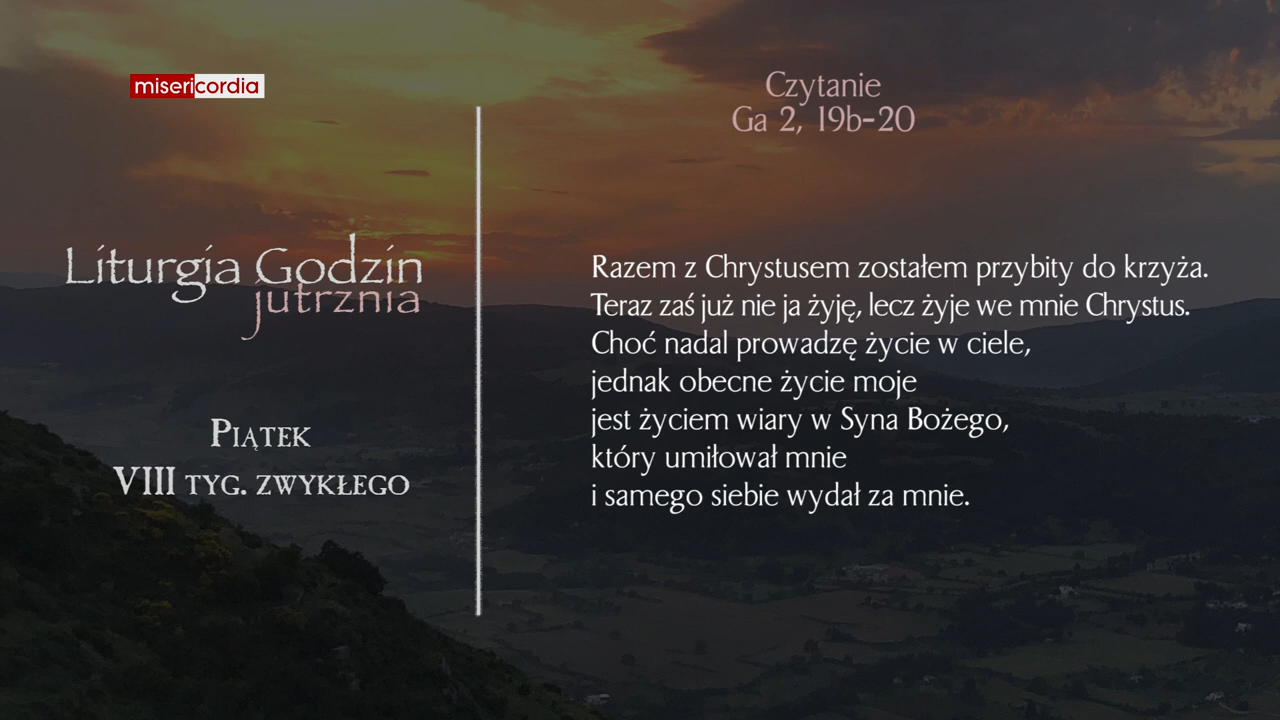 misericordia
Liturgia Godzin
jutrznia
Piątek
VIII tyg. zwykłego
Czytanie
Ga 2, 19b-20
Razem z Chrystusem zostałem przybity do krzyża.
Teraz zaś już nie ja żyję, lecz żyje we mnie Chrystus.
Choć nadal prowadzę życie w ciele,
jednak obecne życie moje
jest życiem wiary w Syna Bożego,
który umiłował mnie
i samego siebie wydał za mnie.